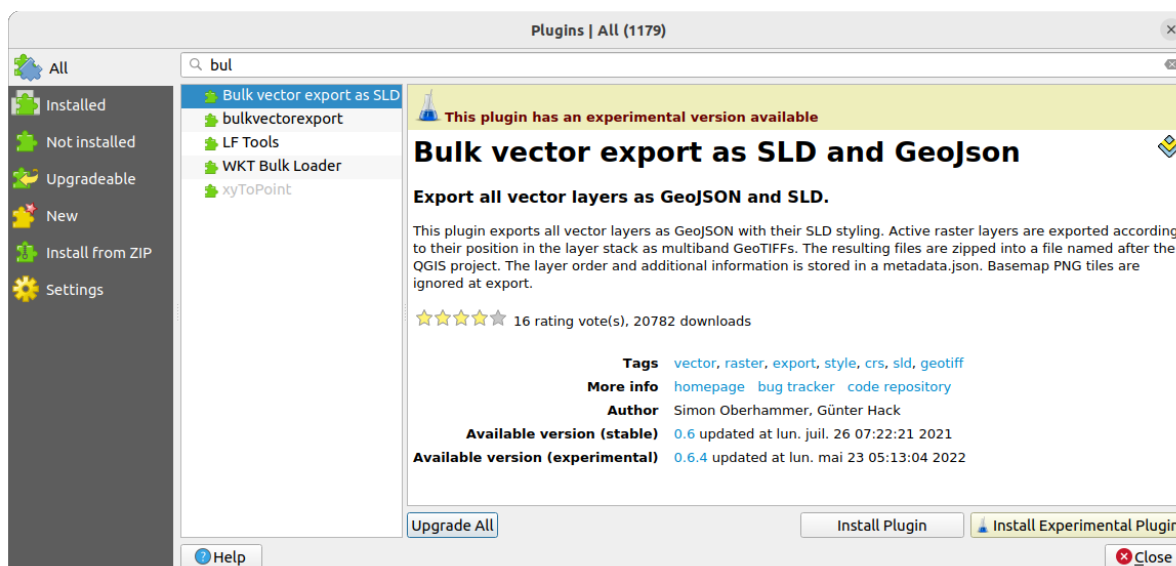 Plugins | All (1179)
All
Installed
Not installed
Upgradeable
New
Install from ZIP
Settings
bul
Bulk vector export as SLD
bulkvectorexport
LF Tools
WKT Bulk Loader
xyToPoint
This plugin has an experimental version available
Bulk vector export as SLD and GeoJson
Export all vector layers as GeoJSON and SLD.
This plugin exports all vector layers as GeoJSON with their SLD styling. Active raster layers are exported according
to their position in the layer stack as multiband GeoTIFFs. The resulting files are zipped into a file named after the
QGIS project. The layer order and additional information is stored in a metadata.json. Basemap PNG tiles are
ignored at export.
16 rating vote(s), 20782 downloads
Tags vector, raster, export, style, crs, sld, geotiff
More info homepage bug tracker code repository
Author Simon Oberhammer, Günter Hack
Available version (stable) 0.6 updated at lun. juil. 26 07:22:21 2021
Available version (experimental) 0.6.4 updated at lun. mai 23 05:13:04 2022
Upgrade All Install Plugin Install Experimental Plugin
Help Close